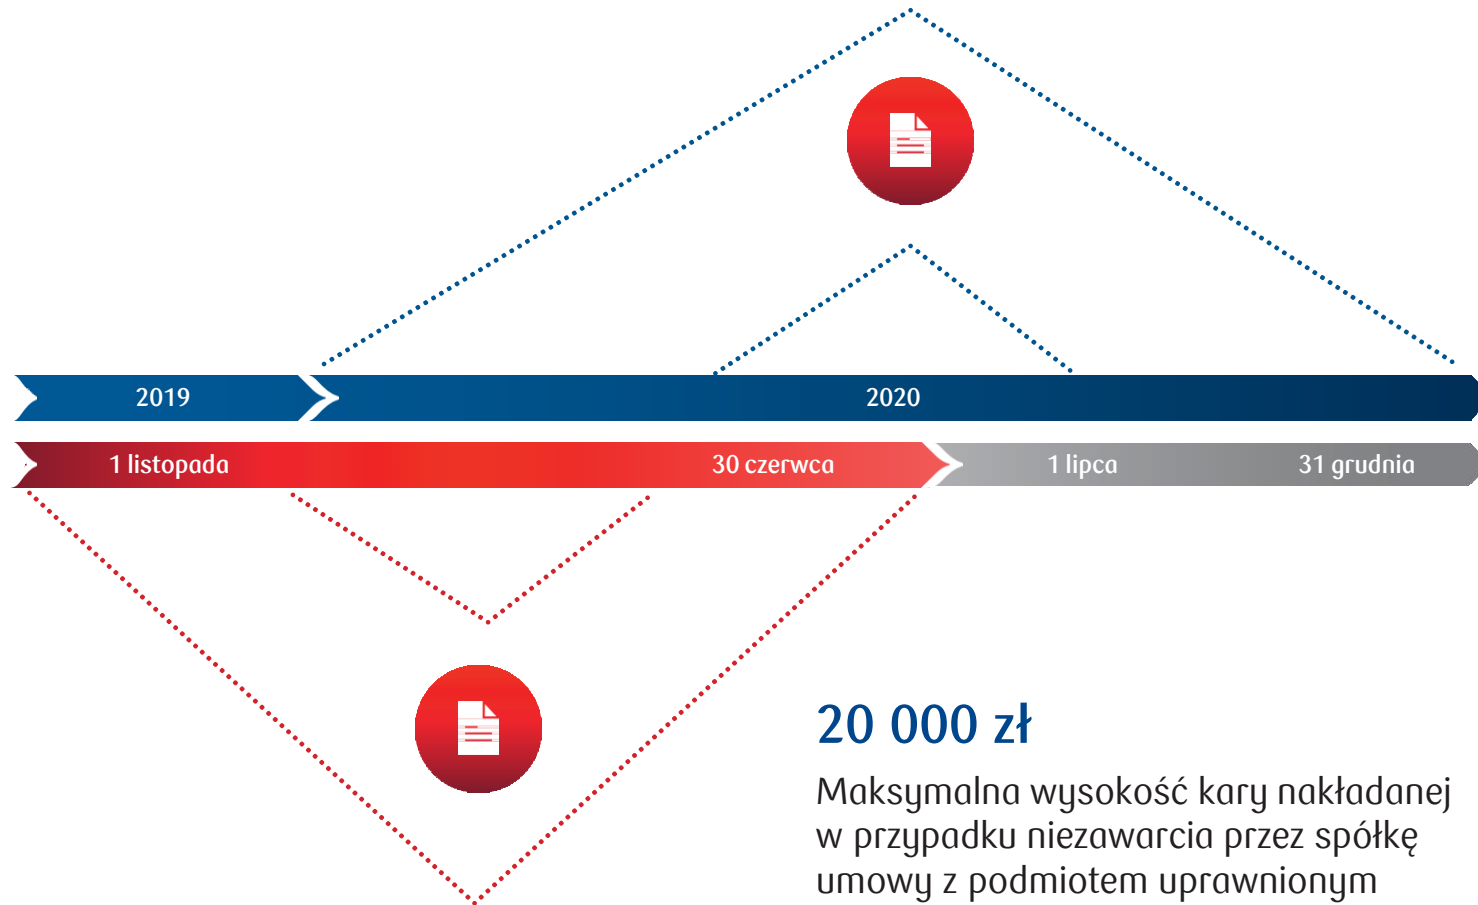 2019
2020
1 listopada
30 czerwca
1 lipca
31 grudnia
20 000 zł
Maksymalna wysokość kary nakładanej
w przypadku niezawarcia przez spółkę
umowy z podmiotem uprawnionym